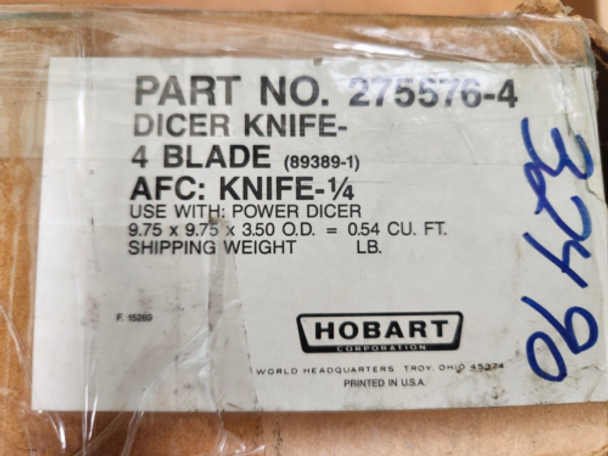 PART NO. 275576-4
DICER KNIFE-
4 BLADE (89389-1)
AFC: KNIFE-¼
USE WITH: POWER DICER
9.75 x 9.75 x 3.50 O.D. = 0.54 CU. FT.
SHIPPING WEIGHT LB.
F. 15289
HOBART
CORPORATION
WORLD HEADQUARTERS TROY, OHIO 45374
PRINTED IN U.S.A.
32490